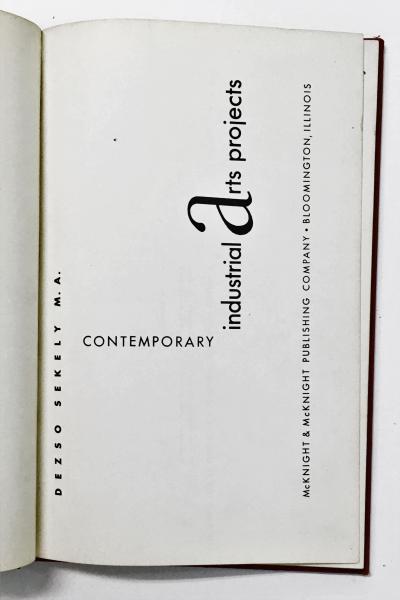 DEZSO SEKELY M.A.
CONTEMPORARY
industrial arts projects
McKNIGHT & McKNIGHT PUBLISHING COMPANY • BLOOMINGTON, ILLINOIS